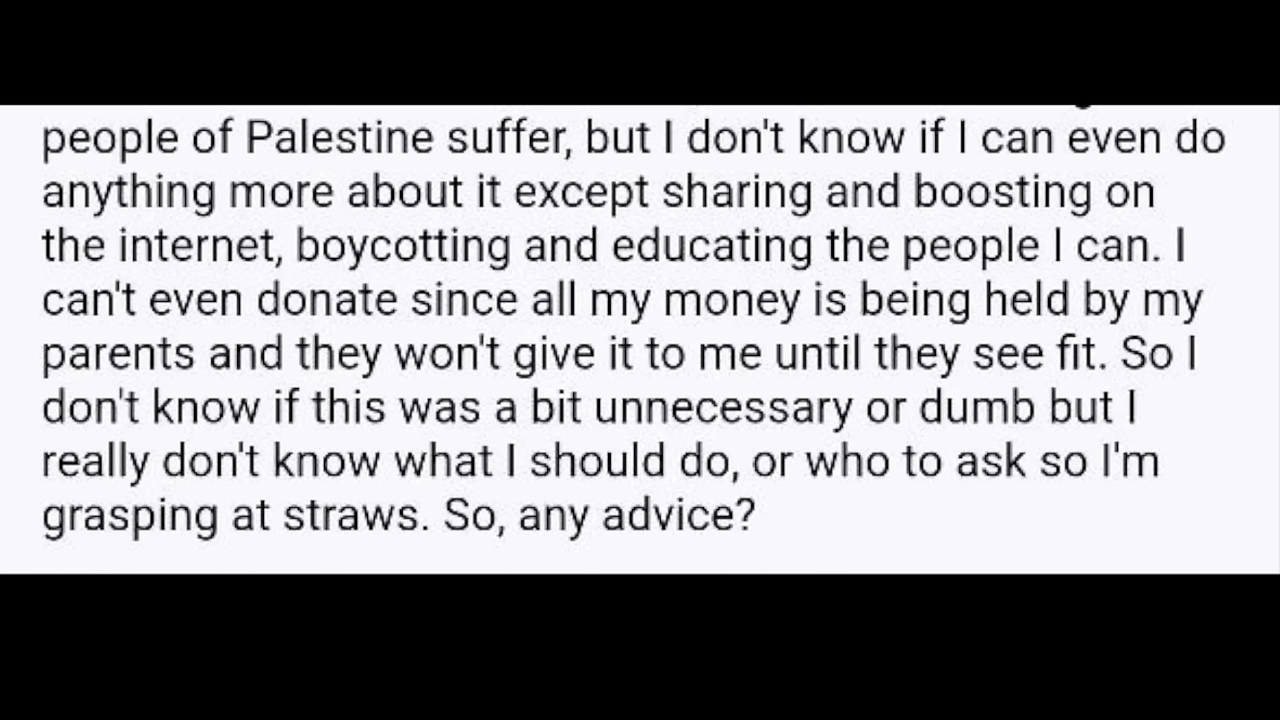 people of Palestine suffer, but I don't know if I can even do
anything more about it except sharing and boosting on
the internet, boycotting and educating the people I can. I
can't even donate since all my money is being held by my
parents and they won't give it to me until they see fit. So I
don't know if this was a bit unnecessary or dumb but I
really don't know what I should do, or who to ask so I'm
grasping at straws. So, any advice?